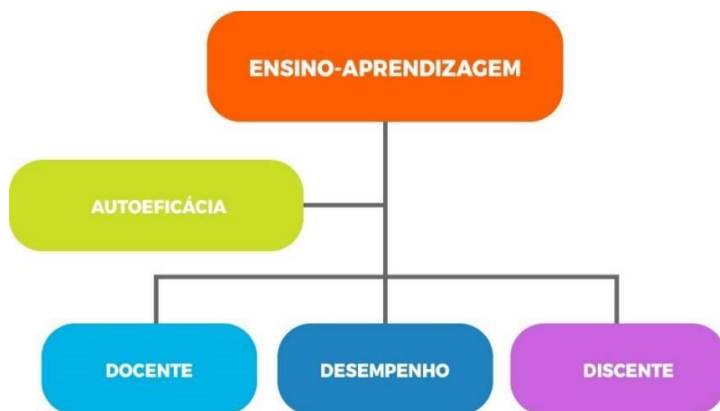 ENSINO-APRENDIZAGEM
AUTOEFICÁCIA
DOCENTE
DESEMPENHO
DISCENTE